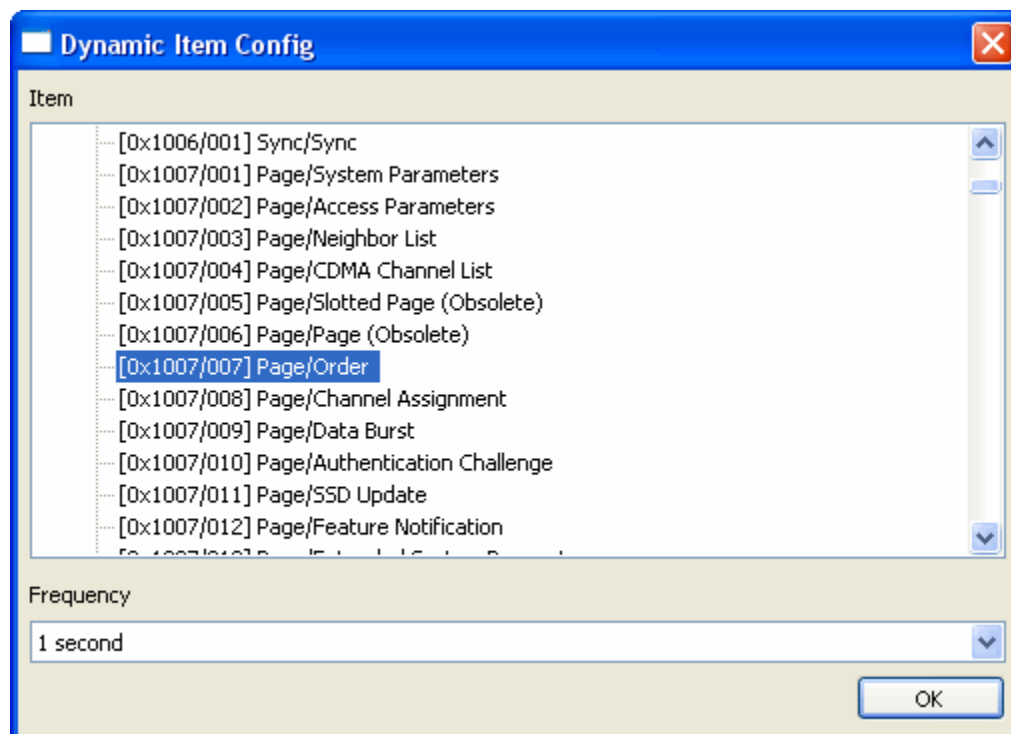 Dynamic Item Config
Item
[0x1006/001] Sync/Sync
[0x1007/001] Page/System Parameters
[0x1007/002] Page/Access Parameters
[0x1007/003] Page/Neighbor List
[0x1007/004] Page/CDMA Channel List
[0x1007/005] Page/Slotted Page (Obsolete)
[0x1007/006] Page/Page (Obsolete)
[0x1007/007] Page/Order
[0x1007/008] Page/Channel Assignment
[0x1007/009] Page/Data Burst
[0x1007/010] Page/Authentication Challenge
[0x1007/011] Page/SSD Update
[0x1007/012] Page/Feature Notification
Frequency
1 second
OK